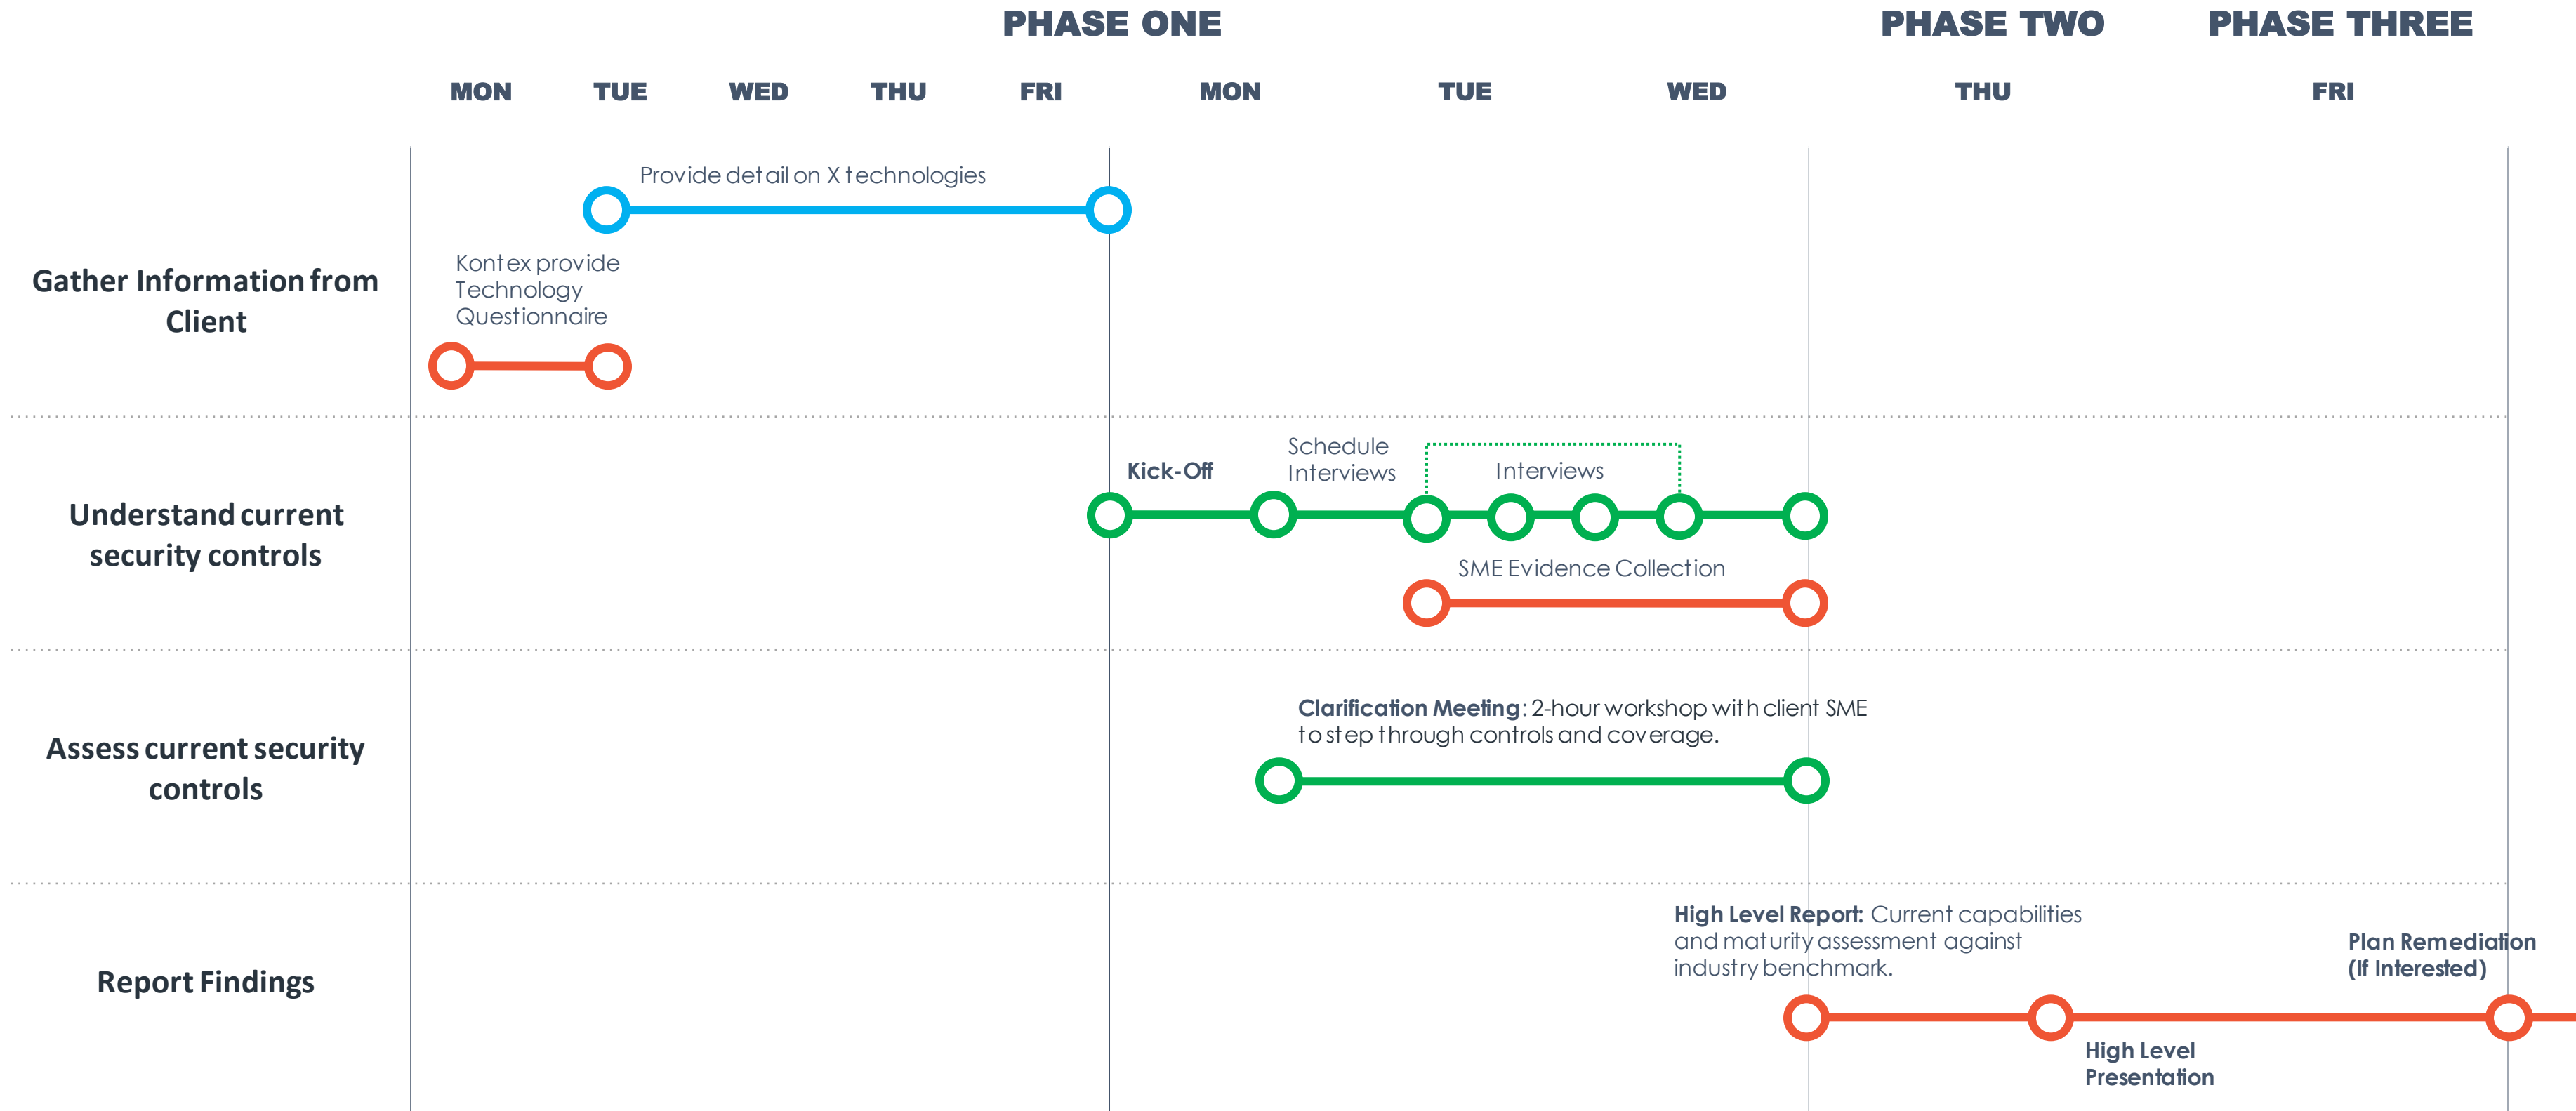 PHASE ONE PHASE TWO PHASE THREE
MON TUE WED THU FRI MON TUE WED THU FRI
Provide detail on X technologies
Gather Information from
Client
Kontex provide
Technology
Questionnaire
Understand current
security controls
Kick-Off
Schedule
Interviews
Interviews
SME Evidence Collection
Assess current security
controls
Clarification Meeting: 2-hour workshop with client SME
to step through controls and coverage.
Report Findings
High Level Report: Current capabilities
and maturity assessment against
industry benchmark.
High Level
Presentation
Plan Remediation
(If Interested)